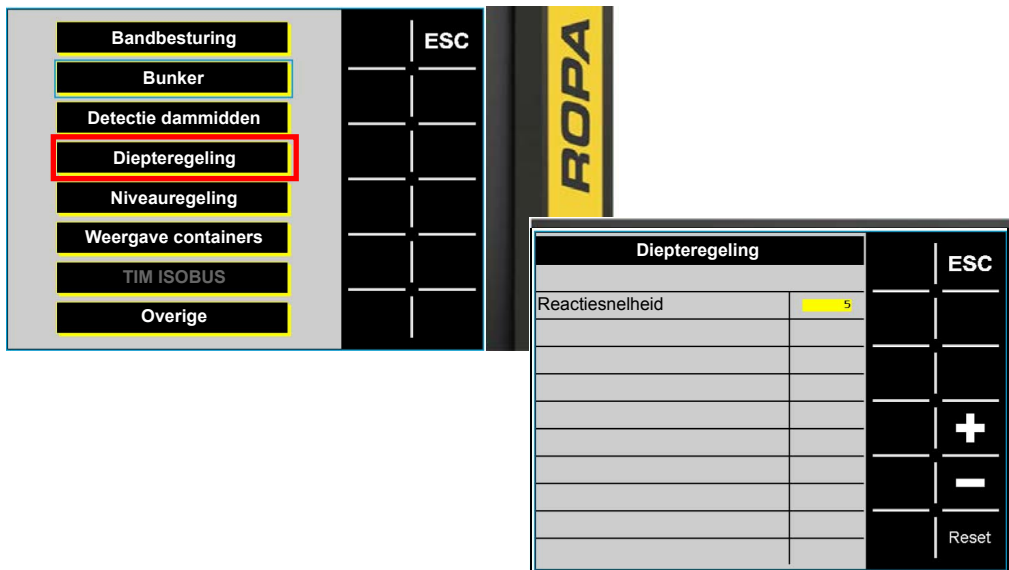 Bandbesturing
Bunker
Detectie dammidden
Diepteregeling
Niveauregeling
Weergave containers
TIM ISOBUS
Overige
ESC
ROPA
Diepteregeling
ESC
Reactiesnelheid 5
+
-
Reset